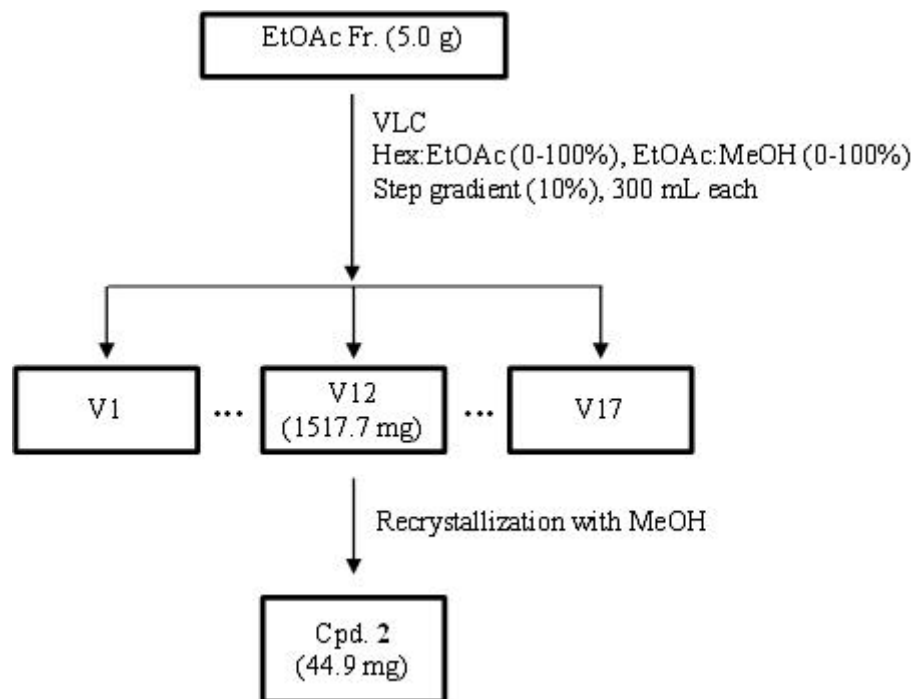 EtOAc Fr. (5.0 g)
VLC
Hex:EtOAc (0-100%), EtOAc:MeOH (0-100%)
Step gradient (10%), 300 mL each
V1
...
V12
(1517.7 mg)
...
V17
Recrystallization with MeOH
Cpd. 2
(44.9 mg)